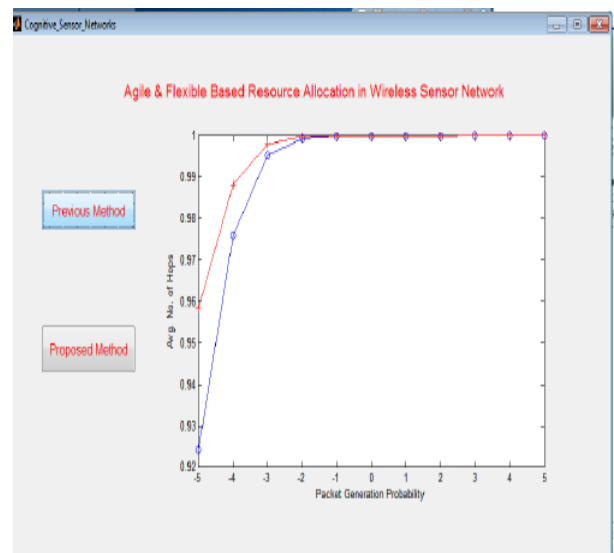 Cognitive_Sensor_Networks
Agile & Flexible Based Resource Allocation in Wireless Sensor Network
Previous Method
Proposed Method
Avg. No. of Hops
1
0.99
0.98
0.97
0.96
0.95
0.94
0.93
0.92
-5 -4 -3 -2 -1 0 1 2 3 4 5
Packet Generation Probability